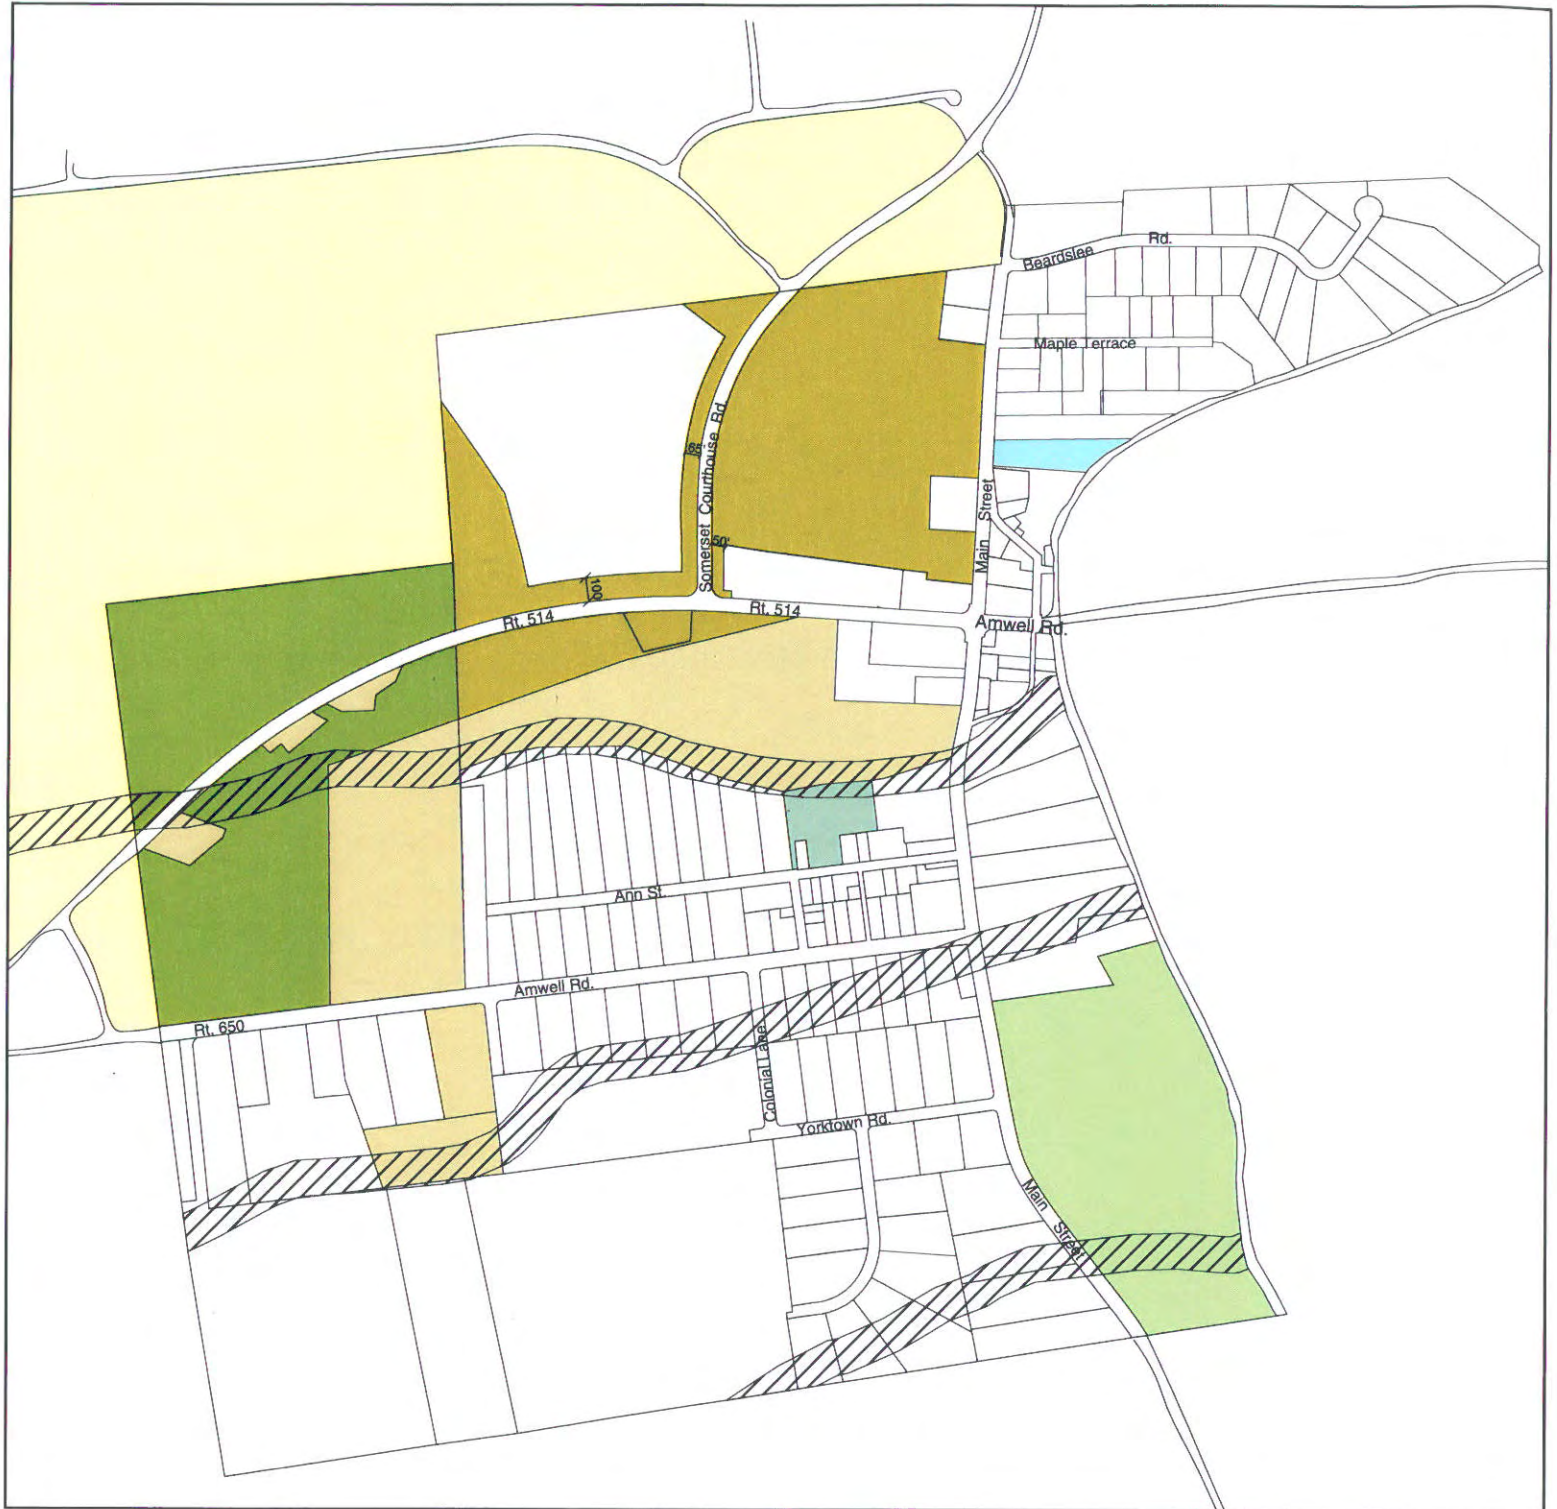 Beardslee Rd.
Maple Terrace
Somerset Courthouse Rd.
Main Street
50'
100'
Rt. 514
Rt. 514
Amwell Rd.
Ann St.
Amwell Rd.
Rt. 650
Colonial Lane
Yorktown Rd.
Main Street